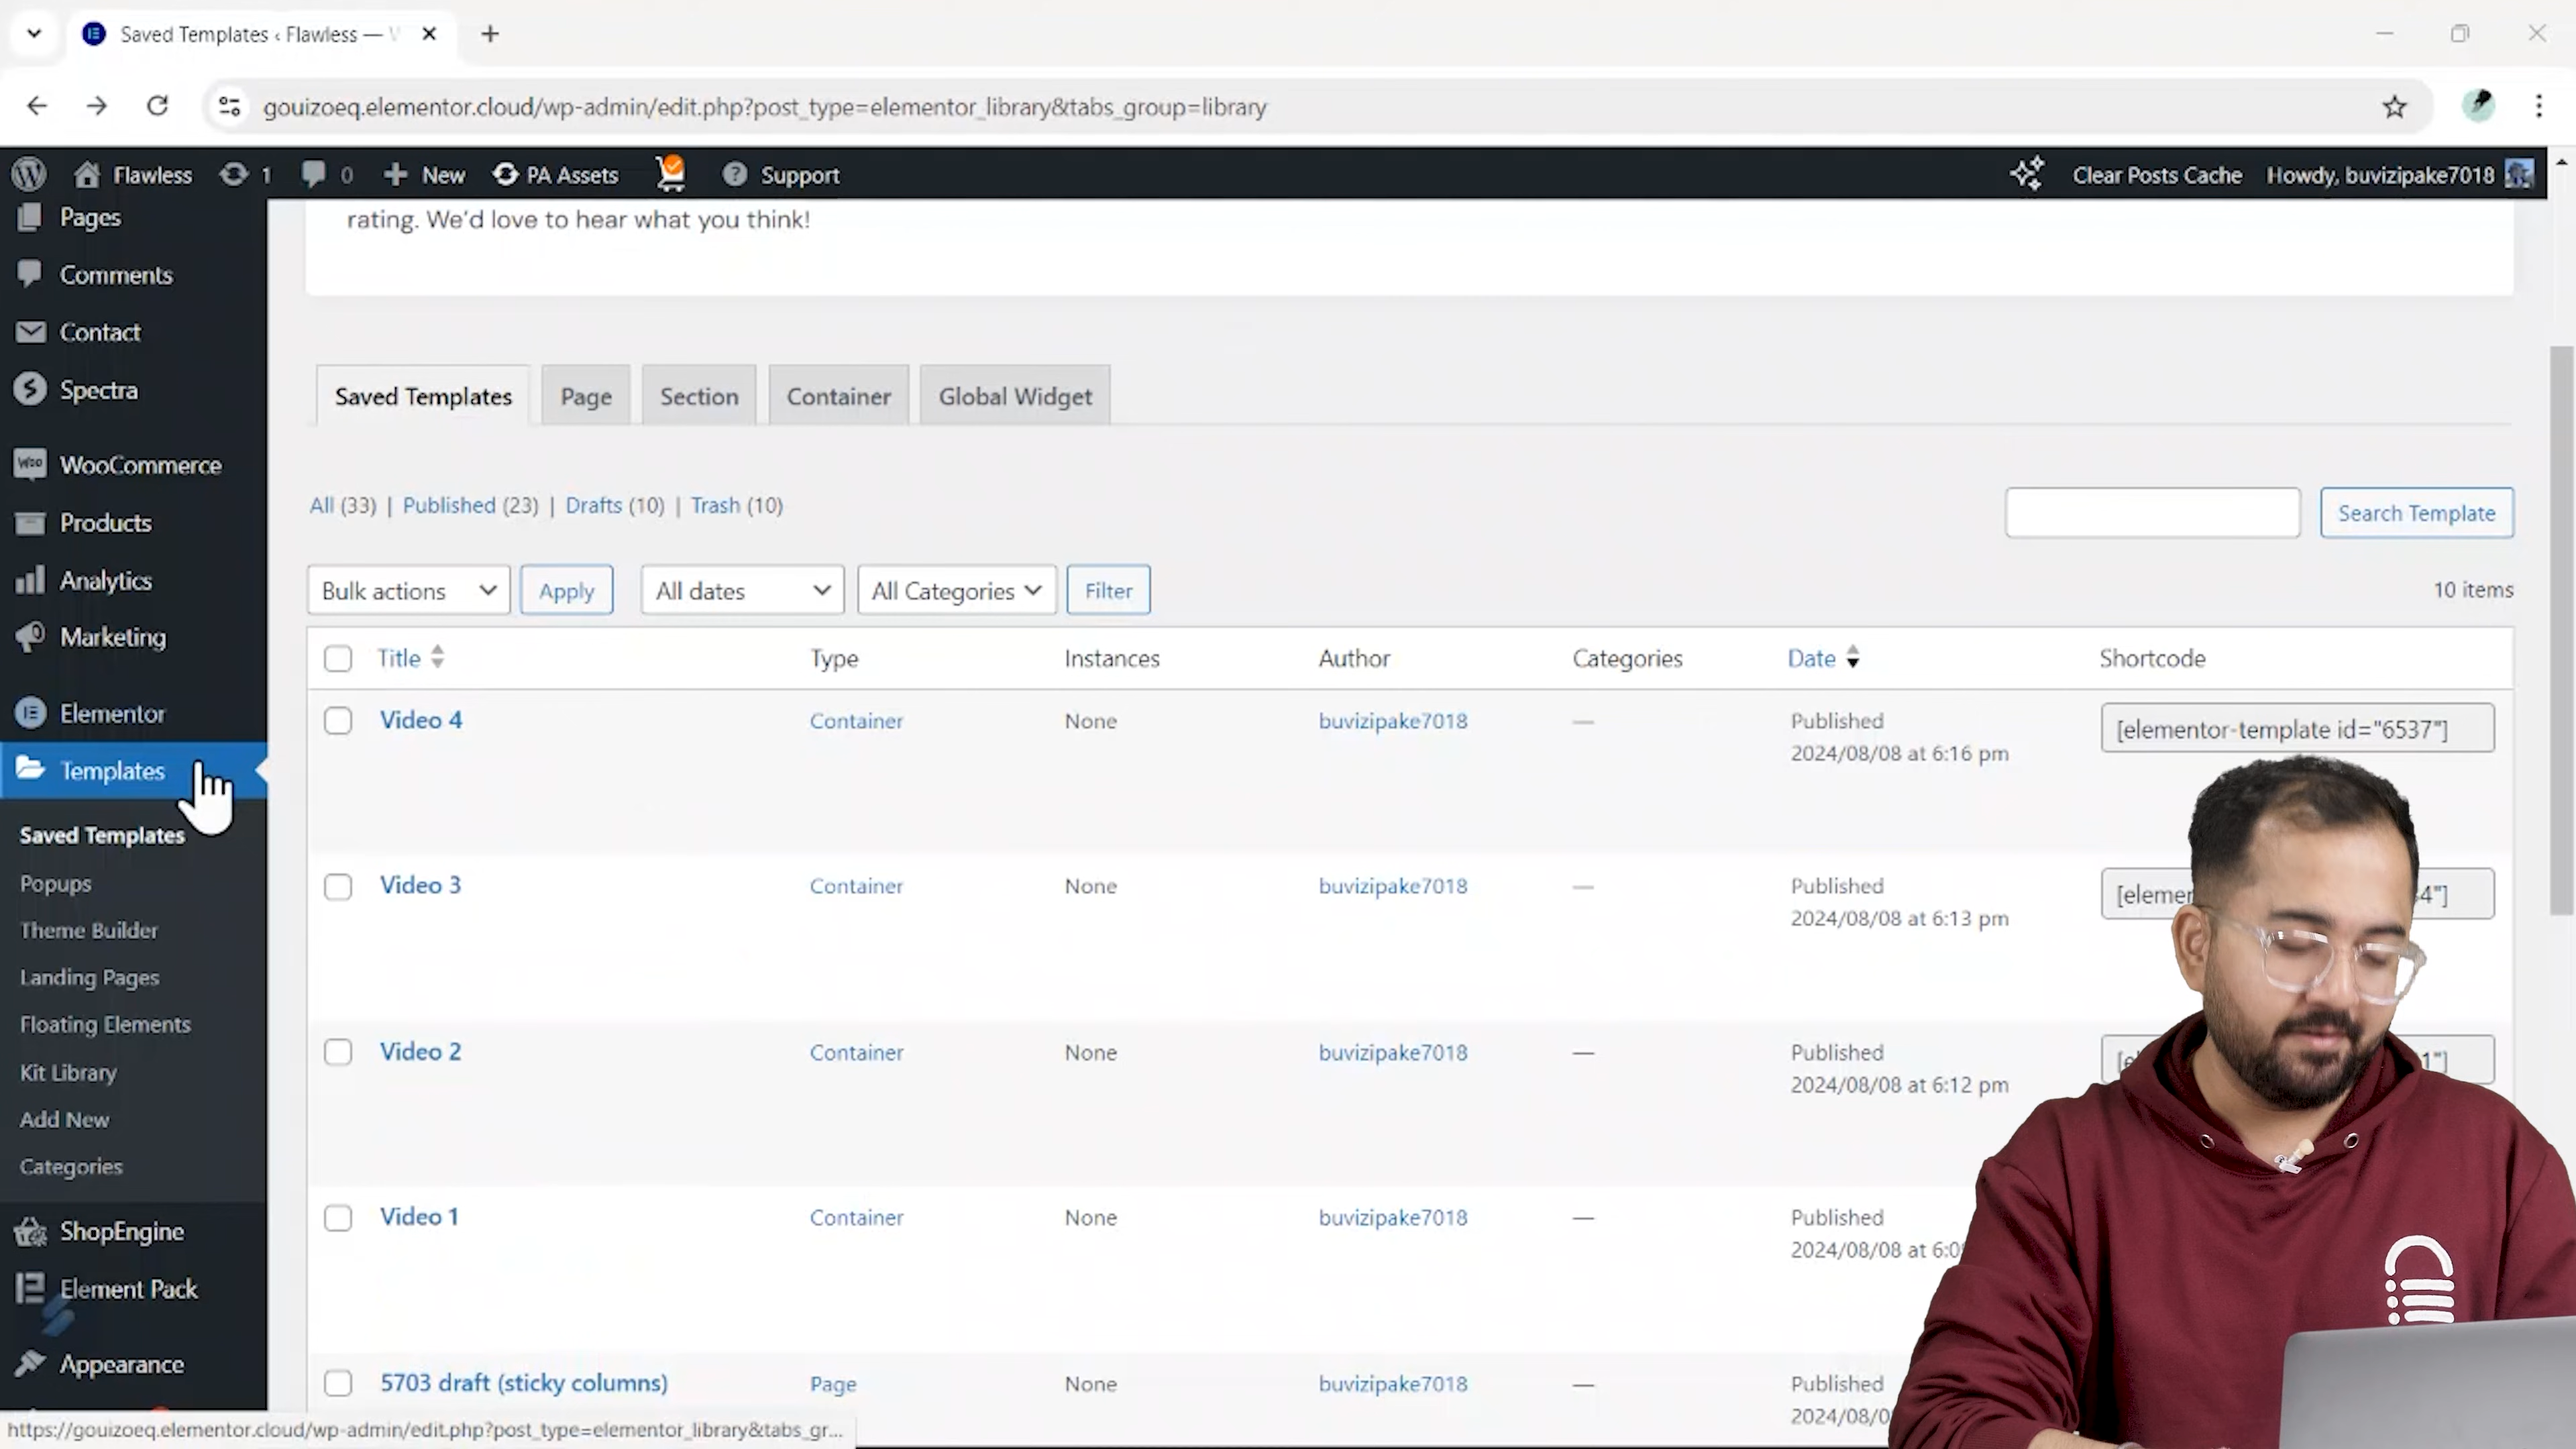 Saved Templates ‹ Flawless —
gouizoeq.elementor.cloud/wp-admin/edit.php?post_type=elementor_library&tabs_group=library
Flawless 1 0 New PA Assets Support Clear Posts Cache Howdy, buvizipake7018
Pages
Comments
Contact
Spectra
WooCommerce
Products
Analytics
Marketing
Elementor
Templates
Saved Templates
Popups
Theme Builder
Landing Pages
Floating Elements
Kit Library
Add New
Categories
ShopEngine
Element Pack
Appearance
rating. We'd love to hear what you think!
Saved Templates Page Section Container Global Widget
All (33) | Published (23) | Drafts (10) | Trash (10)
Search Template
Bulk actions Apply All dates All Categories Filter
10 items
Title Type Instances Author Categories Date Shortcode
Video 4 Container None buvizipake7018 — Published [elementor-template id="6537"]
2024/08/08 at 6:16 pm
Video 3 Container None buvizipake7018 — Published
2024/08/08 at 6:13 pm
Video 2 Container None buvizipake7018 — Published
2024/08/08 at 6:12 pm
Video 1 Container None buvizipake7018 — Published
2024/08/08 at
5703 draft (sticky columns) Page None buvizipake7018 — Published
2024/08/0
https://gouizoeq.elementor.cloud/wp-admin/edit.php?post_type=elementor_library&tabs_gr...